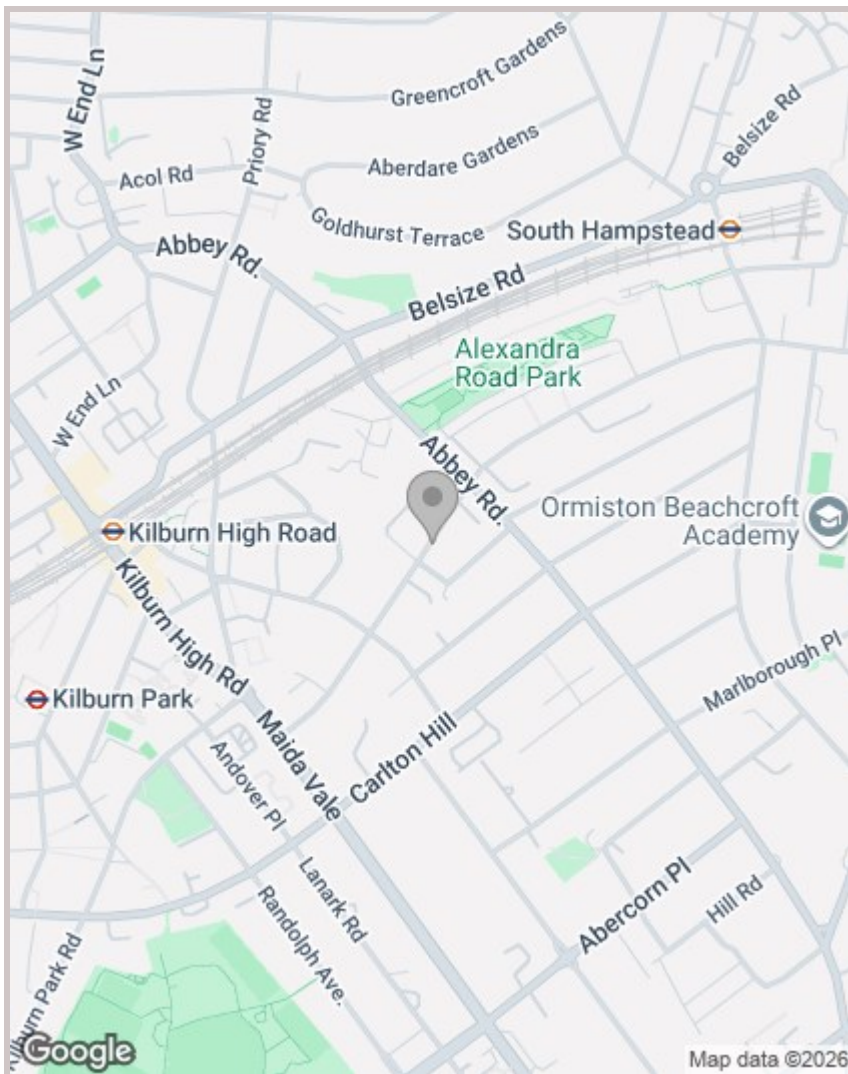 W End Ln
Greencroft Gardens
Belsize Rd
Priory Rd
Aberdare Gardens
Acol Rd
Goldhurst Terrace
South Hampstead
Abbey Rd.
Belsize Rd
Alexandra
Road Park
W End Ln
Abbey Rd.
Ormiston Beachcroft
Academy
Kilburn High Road
Kilburn High Rd
Marlborough Pl
Kilburn Park
Maida Vale
Carlton Hill
Andover Pl
Lanark Rd
Abercorn Pl
Hill Rd
Randolph Ave.
Kilburn Park Rd
Google
Map data ©2026